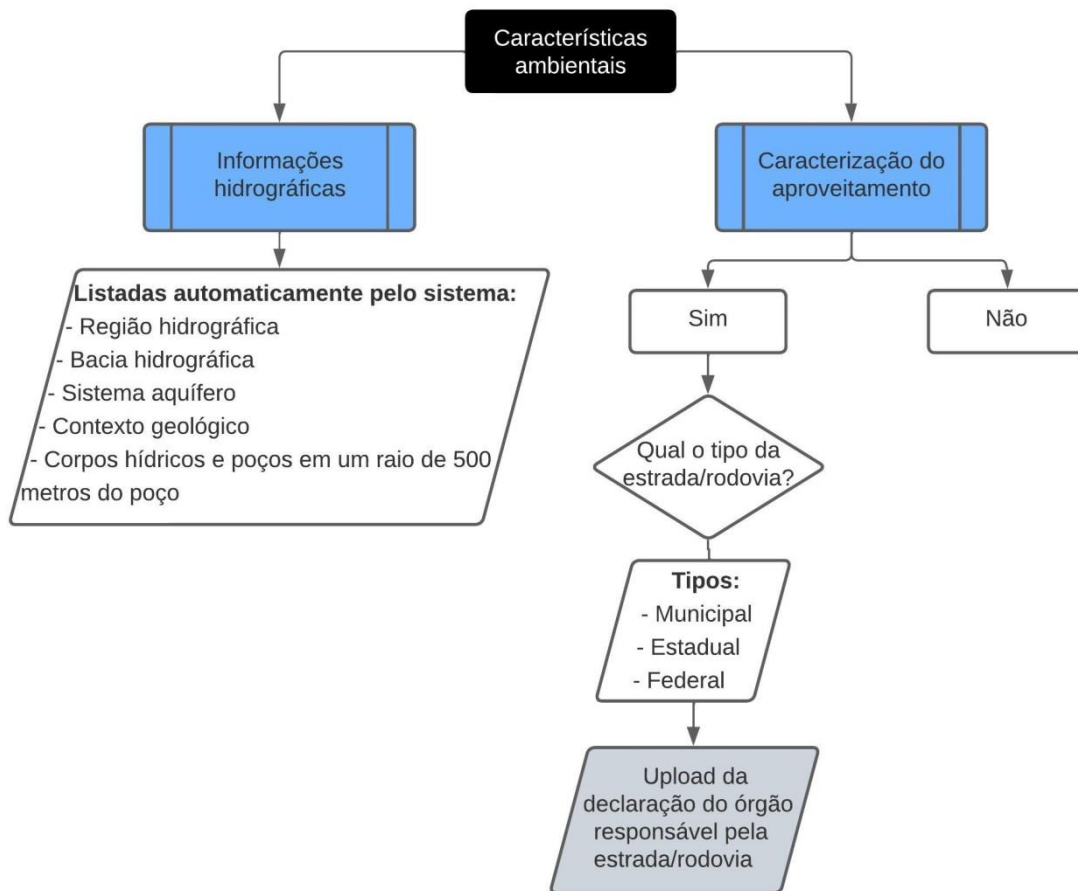 Características
ambientais
Informações
hidrográficas
Caracterização do
aproveitamento
Listadas automaticamente pelo sistema:
- Região hidrográfica
- Bacia hidrográfica
- Sistema aquífero
- Contexto geológico
- Corpos hídricos e poços em um raio de 500
metros do poço
Sim
Não
Qual o tipo da
estrada/rodovia?
Tipos:
- Municipal
- Estadual
- Federal
Upload da
declaração do órgão
responsável pela
estrada/rodovia